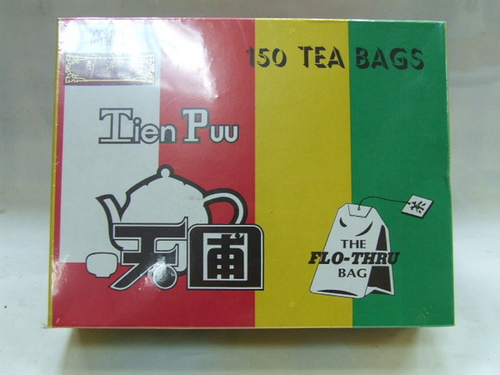 150 TEA BAGS
Tien Puu
天圃
THE
FLO-THRU
BAG